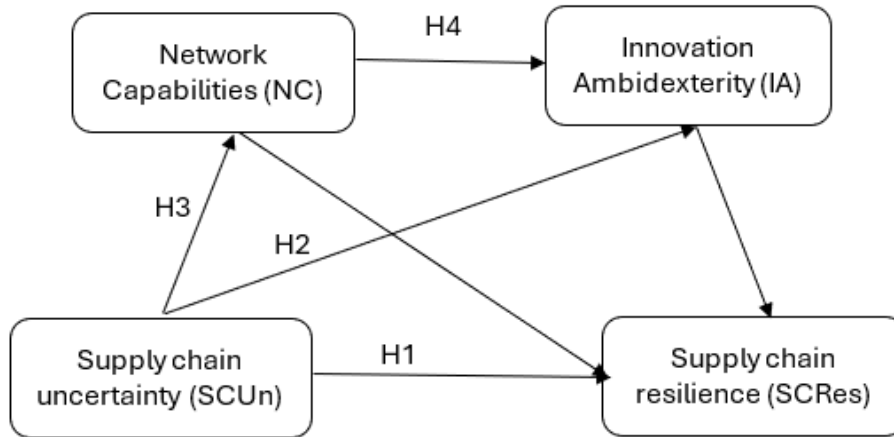 Network
Capabilities (NC)
H4
Innovation
Ambidexterity (IA)
H3
H2
Supply chain
uncertainty (SCUn)
H1
Supply chain
resilience (SCRes)